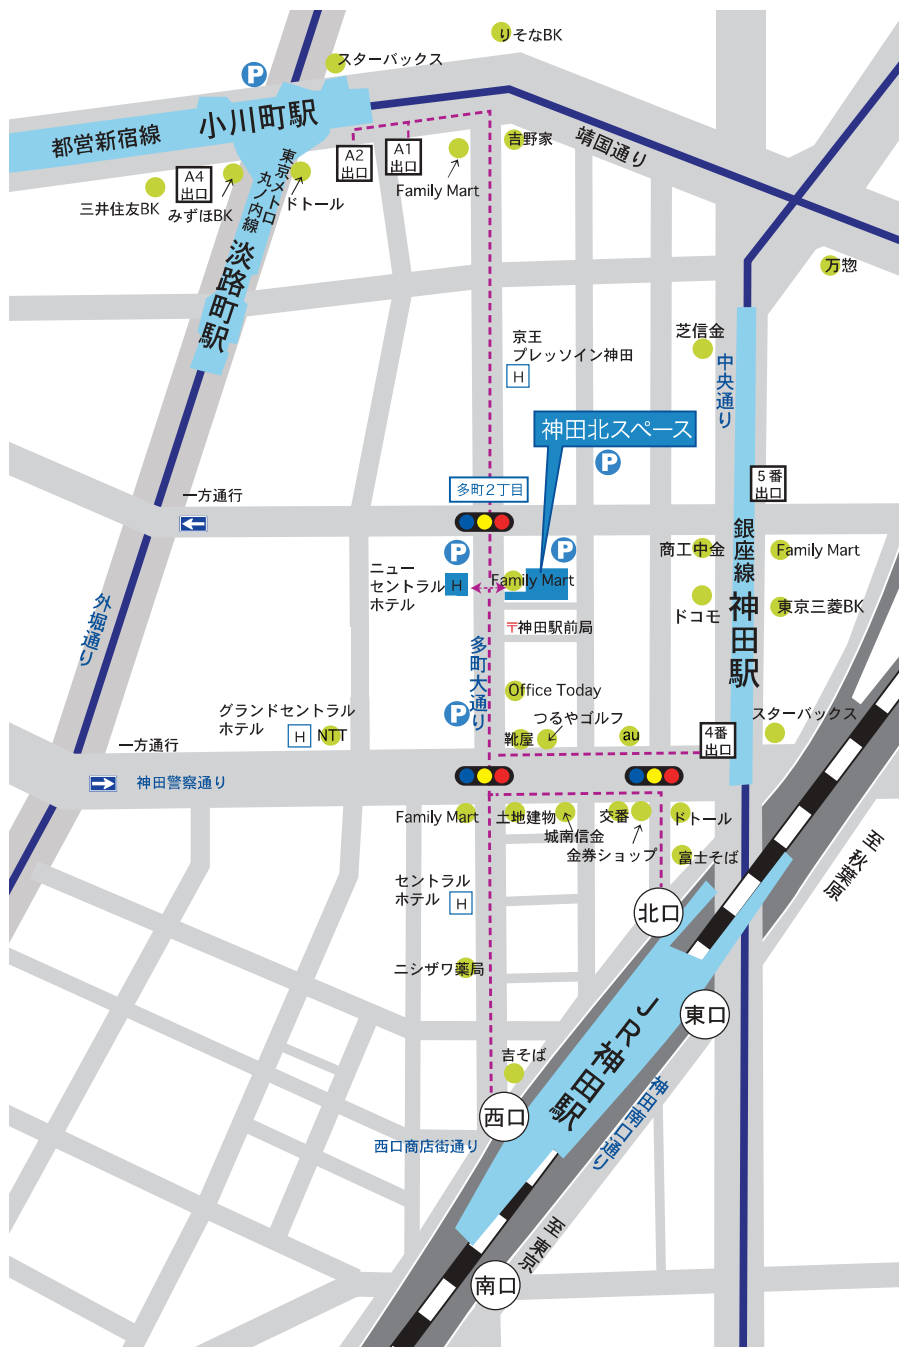 りそなBK
スターバックス
P
小川町駅
都営新宿線
靖国通り
吉野家
A1
出口
A2
出口
Family Mart
A4
出口
東京メトロ
丸ノ内線
ドトール
三井住友BK
みずほBK
淡路町駅
万惣
芝信金
京王
プレッソイン神田
H
中央通り
神田北スペース
P
5番
出口
多町2丁目
一方通行
銀座線
神田駅
商工中金
Family Mart
P
P
ニュー
セントラル
ホテル
H
Family Mart
ドコモ
東京三菱BK
〒神田駅前局
外堀通り
多町大通り
Office Today
P
グランドセントラル
ホテル
H
NTT
つるやゴルフ
靴屋
au
4番
出口
スターバックス
一方通行
神田警察通り
Family Mart
土地建物
城南信金
交番
金券ショップ
ドトール
富士そば
至秋葉原
セントラル
ホテル
H
北口
ニシザワ薬局
東口
JR神田駅
吉そば
西口
神田南口通り
西口商店街通り
至東京
南口